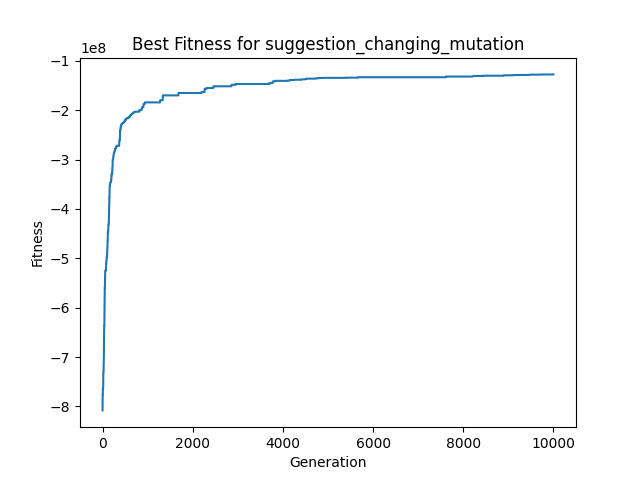 Best Fitness for suggestion_changing_mutation
1e8
−1
−2
−3
−4
−5
−6
−7
−8
Fitness
0 2000 4000 6000 8000 10000
Generation